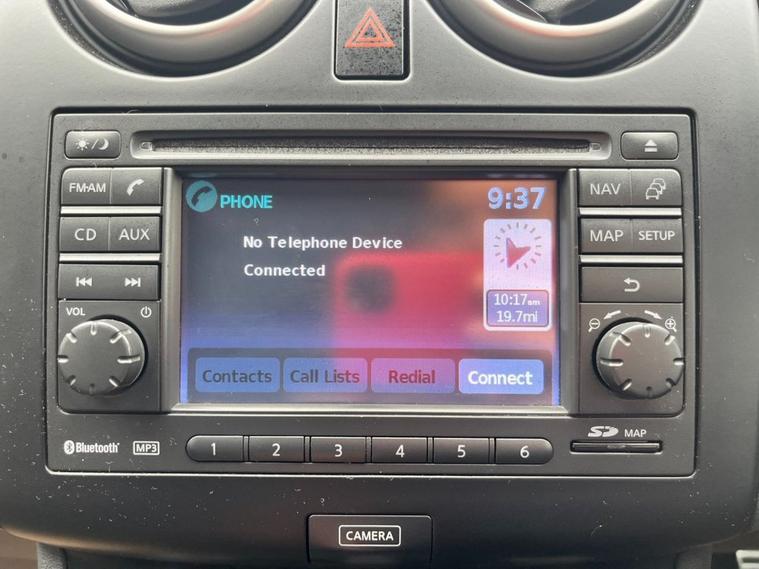 FM·AM
CD AUX
VOL
PHONE
9:37
No Telephone Device
Connected
10:17am
19.7mi
Contacts Call Lists Redial Connect
NAV
MAP SETUP
Bluetooth MP3
1 2 3 4 5 6
SD MAP
CAMERA